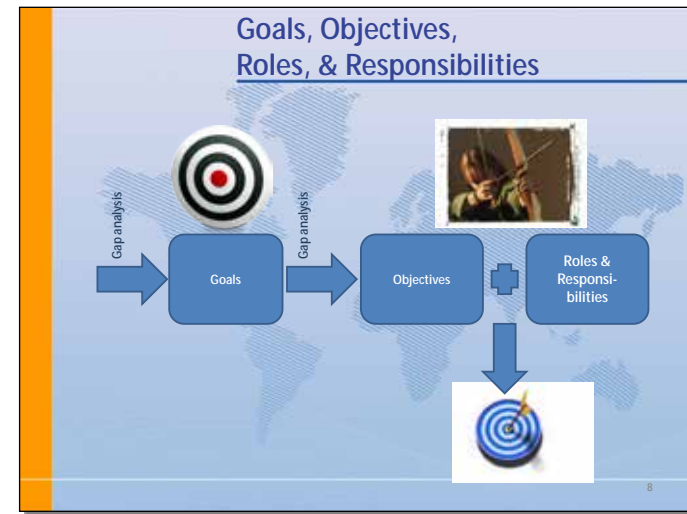 Goals, Objectives,
Roles, & Responsibilities
Gap analysis
Goals
Gap analysis
Objectives
Roles &
Responsi-
bilities
8